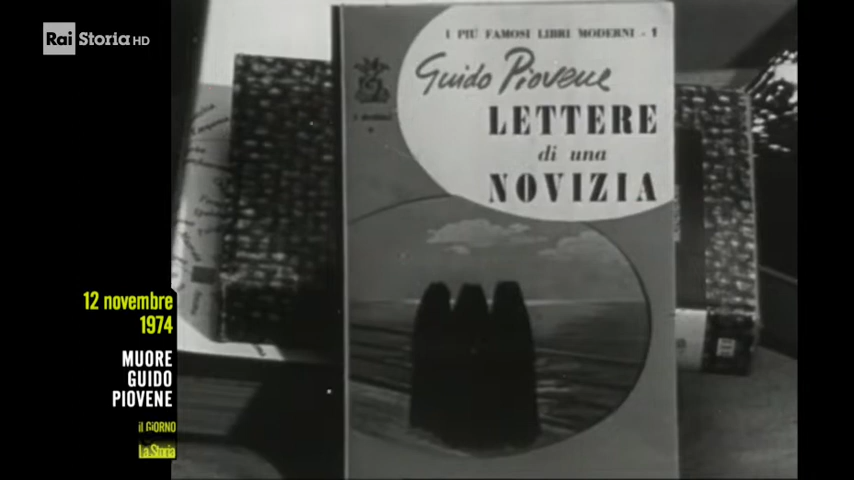 Rai Storia HD
I PIÚ FAMOSI LIBRI MODERNI - 1
Guido Piovene
LETTERE
di una
NOVIZIA
12 novembre
1974
MUORE
GUIDO
PIOVENE
il GIORNO
La Storia